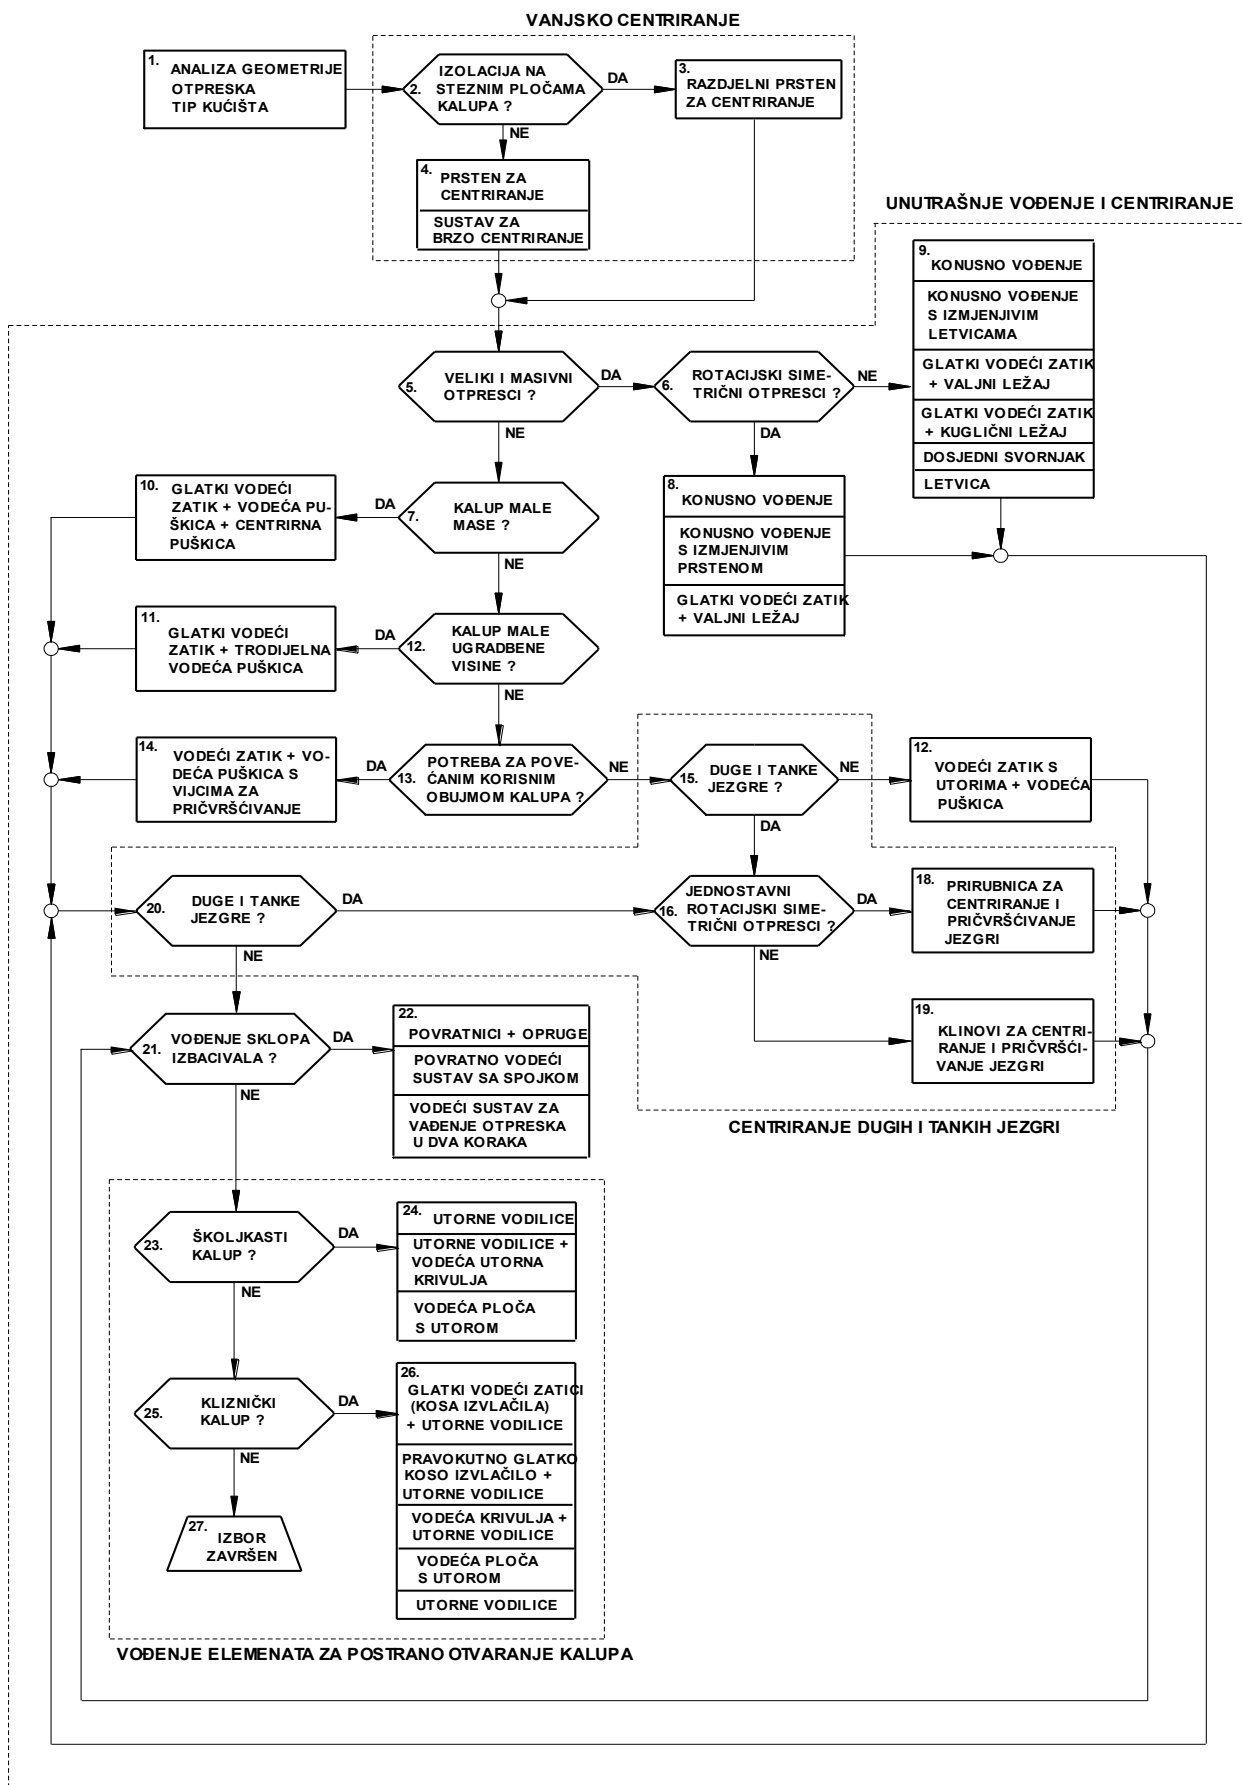 VANJSKO CENTRIRANJE
1. ANALIZA GEOMETRIJE
OTPRESKA
TIP KUĆIŠTA
IZOLACIJA NA
2. STEZNIM PLOČAMA
KALUPA ?
DA
3.
RAZDJELNI PRSTEN
ZA CENTRIRANJE
NE
4.
PRSTEN ZA
CENTRIRANJE
SUSTAV ZA
BRZO CENTRIRANJE
UNUTRAŠNJE VOĐENJE I CENTRIRANJE
5. VELIKI I MASIVNI
OTPRESCI ?
DA
NE
6. ROTACIJSKI SIME-
TRIČNI OTPRESCI ?
NE
DA
9.
KONUSNO VOĐENJE
KONUSNO VOĐENJE
S IZMJENJIVIM
LETVICAMA
GLATKI VODEĆI ZATIK
+ VALJNI LEŽAJ
GLATKI VODEĆI ZATIK
+ KUGLIČNI LEŽAJ
DOSJEDNI SVORNJAK
LETVICA
10. GLATKI VODEĆI
ZATIK + VODEĆA PU-
ŠKICA + CENTRIRNA
PUŠKICA
DA
7. KALUP MALE
MASE ?
NE
8.
KONUSNO VOĐENJE
KONUSNO VOĐENJE
S IZMJENJIVIM
PRSTENOM
GLATKI VODEĆI ZATIK
+ VALJNI LEŽAJ
11.
GLATKI VODEĆI
ZATIK + TRODIJELNA
VODEĆA PUŠKICA
DA
12. KALUP MALE
UGRADBENE
VISINE ?
NE
14.
VODEĆI ZATIK + VO-
DEĆA PUŠKICA S
VIJCIMA ZA
PRIČVRŠĆIVANJE
DA
13. POTREBA ZA POVE-
ĆANIM KORISNIM
OBUJMOM KALUPA ?
NE
15. DUGE I TANKE
JEZGRE ?
NE
DA
12.
VODEĆI ZATIK S
UTORIMA + VODEĆA
PUŠKICA
20. DUGE I TANKE
JEZGRE ?
DA
NE
JEDNOSTAVNI
16. ROTACIJSKI SIME-
TRIČNI OTPRESCI ?
DA
NE
18.
PRIRUBNICA ZA
CENTRIRANJE I
PRIČVRŠĆIVANJE
JEZGRI
21. VOĐENJE SKLOPA
IZBACIVALA ?
DA
NE
22.
POVRATNICI + OPRUGE
POVRATNO VODEĆI
SUSTAV SA SPOJKOM
VODEĆI SUSTAV ZA
VAĐENJE OTPRESKA
U DVA KORAKA
19.
KLINOVI ZA CENTRI-
RANJE I PRIČVRŠĆI-
VANJE JEZGRI
CENTRIRANJE DUGIH I TANKIH JEZGRI
23. ŠKOLJKASTI
KALUP ?
DA
NE
24.
UTORNE VODILICE
UTORNE VODILICE +
VODEĆA UTORNA
KRIVULJA
VODEĆA PLOČA
S UTOROM
25. KLIZNIČKI
KALUP ?
DA
NE
26.
GLATKI VODEĆI ZATICI
(KOSA IZVLAČILA)
+ UTORNE VODILICE
PRAVOKUTNO GLATKO
KOSO IZVLAČILO +
UTORNE VODILICE
VODEĆA KRIVULJA +
UTORNE VODILICE
VODEĆA PLOČA
S UTOROM
UTORNE VODILICE
27. IZBOR
ZAVRŠEN
VOĐENJE ELEMENATA ZA POSTRANO OTVARANJE KALUPA